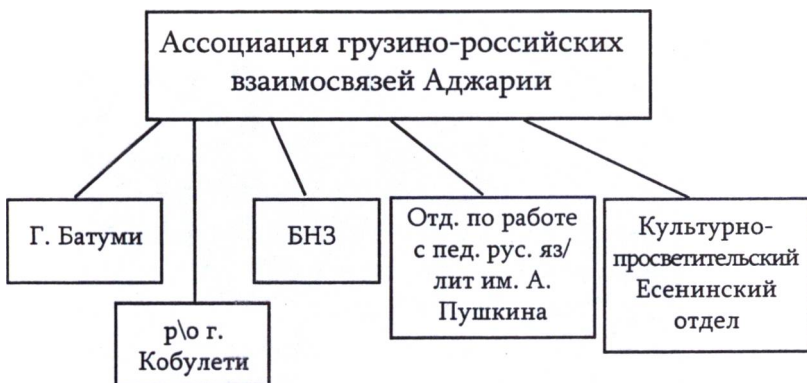 Ассоциация грузино-российских
взаимосвязей Аджарии
Г. Батуми
р\о г.
Кобулети
БНЗ
Отд. по работе
с пед. рус. яз/
лит им. А.
Пушкина
Культурно-
просветительский
Есенинский
отдел